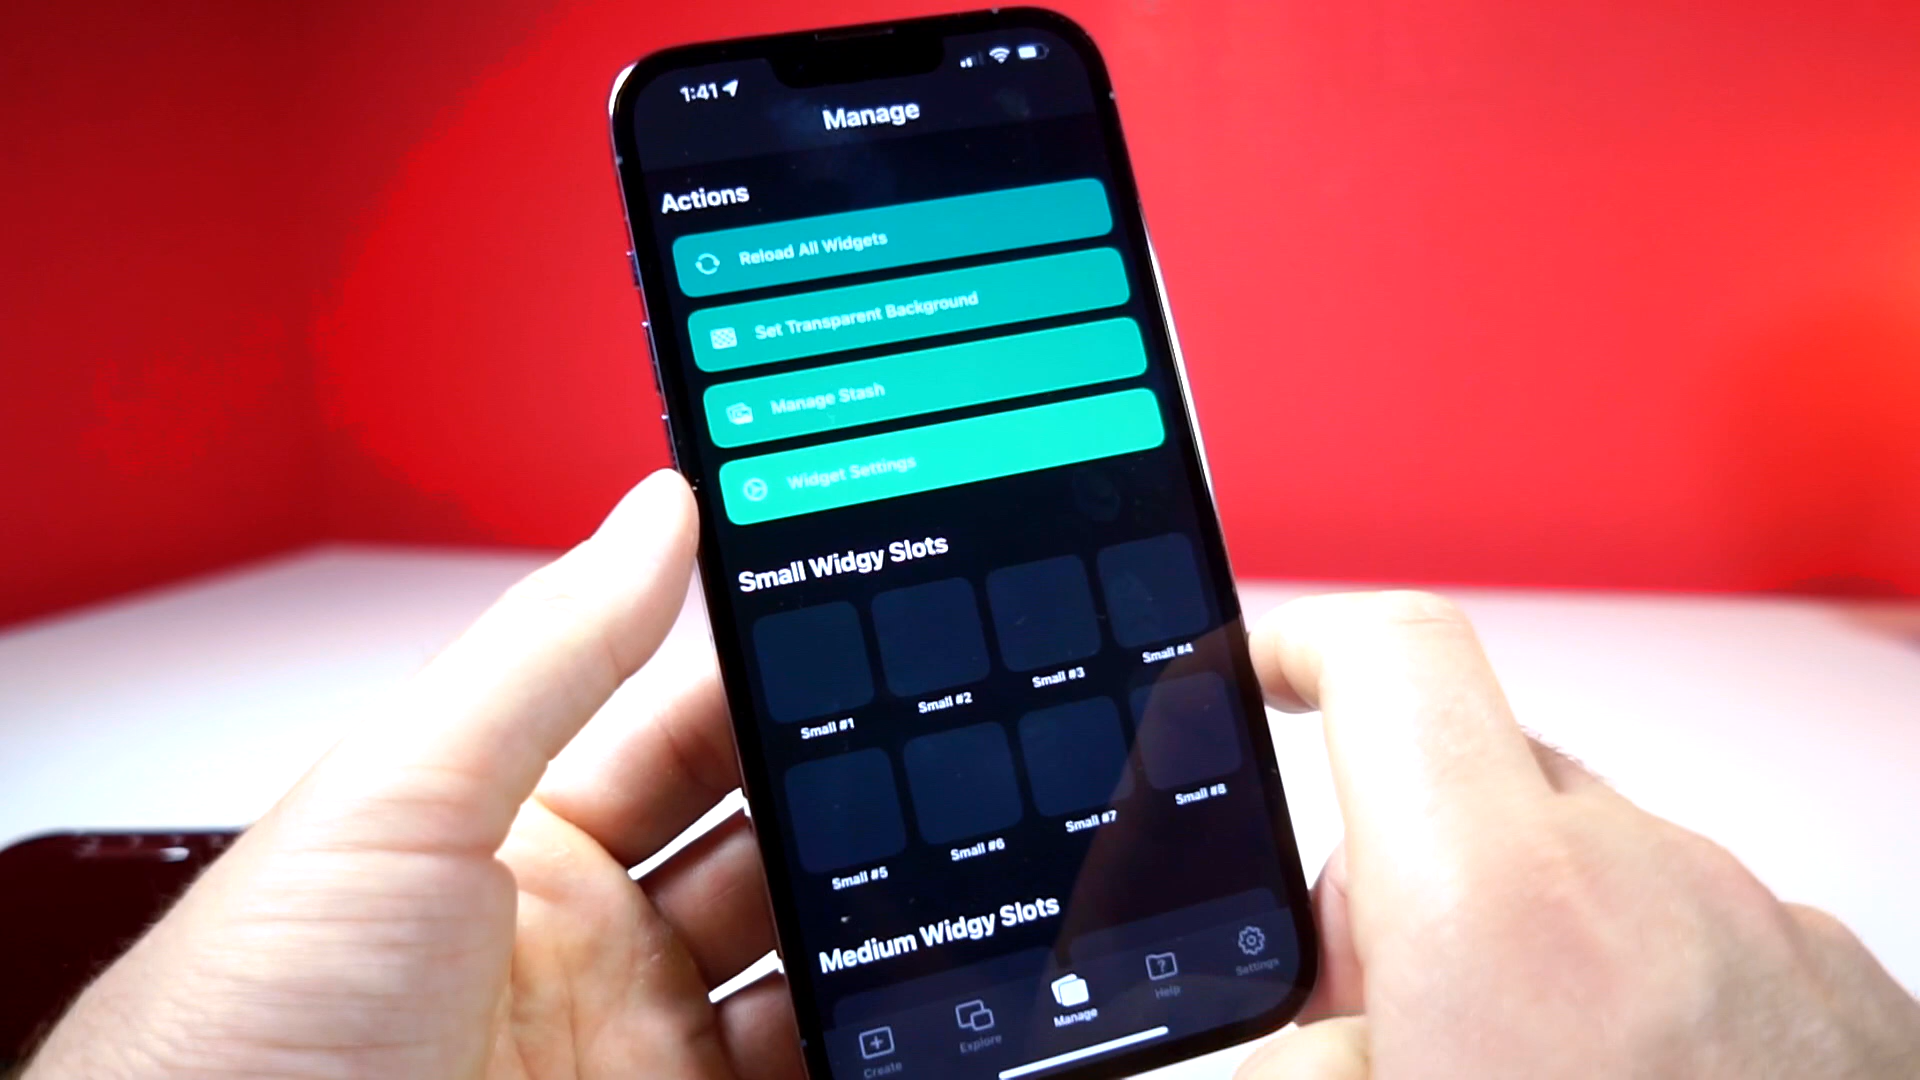 1:41
Manage
Actions
Reload All Widgets
Set Transparent Background
Manage Stash
Widget Settings
Small Widgy Slots
Small #1
Small #2
Small #3
Small #4
Small #5
Small #6
Small #7
Small #8
Medium Widgy Slots
Create
Explore
Manage
Help
Settings